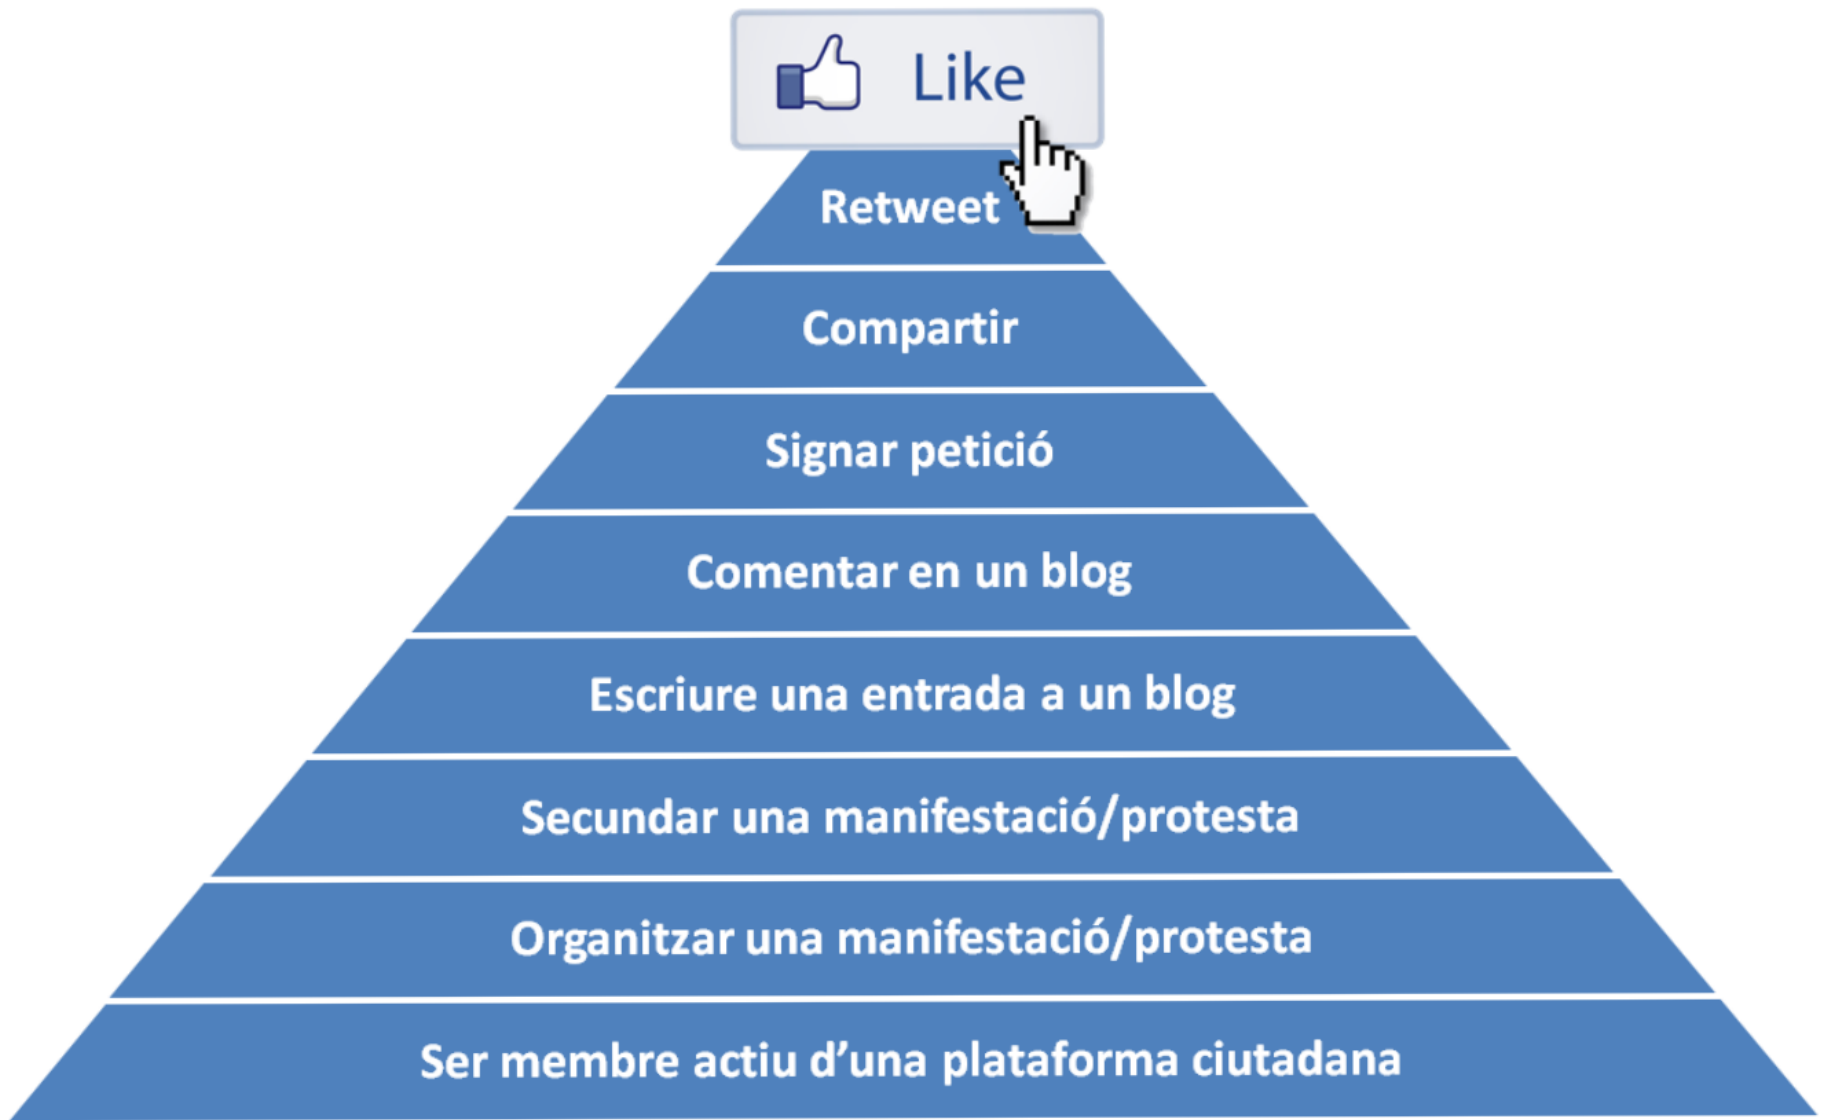 Like
Retweet
Compartir
Signar petició
Comentar en un blog
Escriure una entrada a un blog
Secundar una manifestació/protesta
Organitzar una manifestació/protesta
Ser membre actiu d’una plataforma ciutadana